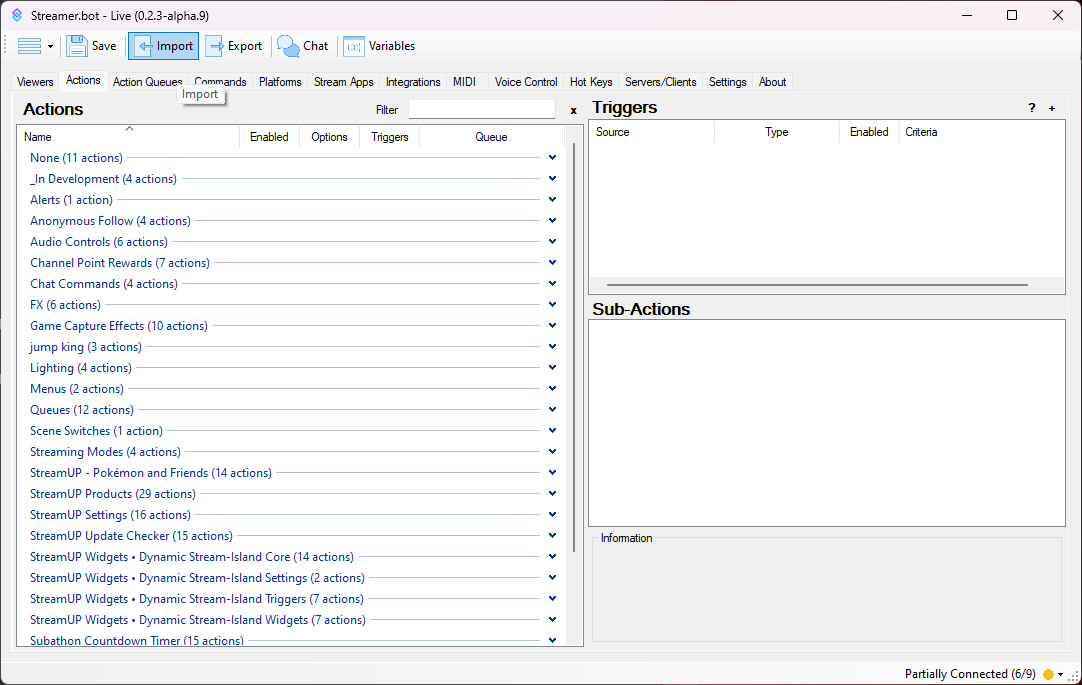 Streamer.bot - Live (0.2.3-alpha.9)
Save Import Export Chat (x) Variables
Viewers Actions Action Queues Commands Platforms Stream Apps Integrations MIDI Voice Control Hot Keys Servers/Clients Settings About
Import
Actions Filter x
Name Enabled Options Triggers Queue
None (11 actions)
_In Development (4 actions)
Alerts (1 action)
Anonymous Follow (4 actions)
Audio Controls (6 actions)
Channel Point Rewards (7 actions)
Chat Commands (4 actions)
FX (6 actions)
Game Capture Effects (10 actions)
jump king (3 actions)
Lighting (4 actions)
Menus (2 actions)
Queues (12 actions)
Scene Switches (1 action)
Streaming Modes (4 actions)
StreamUP - Pokémon and Friends (14 actions)
StreamUP Products (29 actions)
StreamUP Settings (16 actions)
StreamUP Update Checker (15 actions)
StreamUP Widgets • Dynamic Stream-Island Core (14 actions)
StreamUP Widgets • Dynamic Stream-Island Settings (2 actions)
StreamUP Widgets • Dynamic Stream-Island Triggers (7 actions)
StreamUP Widgets • Dynamic Stream-Island Widgets (7 actions)
Subathon Countdown Timer (15 actions)
Triggers ? +
Source Type Enabled Criteria
Sub-Actions
Information
Partially Connected (6/9)